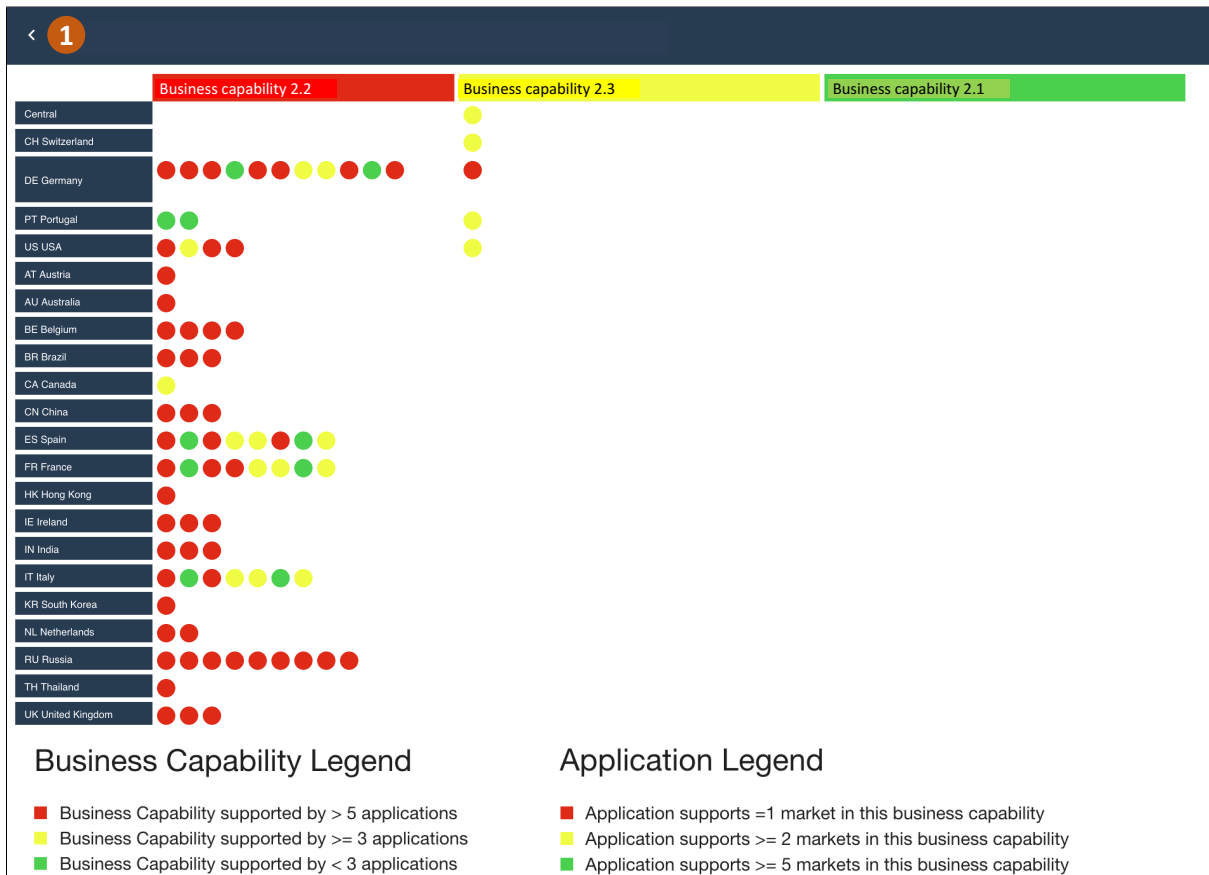 < 1
Business capability 2.2 Business capability 2.3 Business capability 2.1
Central
CH Switzerland
DE Germany
PT Portugal
US USA
AT Austria
AU Australia
BE Belgium
BR Brazil
CA Canada
CN China
ES Spain
FR France
HK Hong Kong
IE Ireland
IN India
IT Italy
KR South Korea
NL Netherlands
RU Russia
TH Thailand
UK United Kingdom
Business Capability Legend
Business Capability supported by > 5 applications
Business Capability supported by >= 3 applications
Business Capability supported by < 3 applications
Application Legend
Application supports =1 market in this business capability
Application supports >= 2 markets in this business capability
Application supports >= 5 markets in this business capability